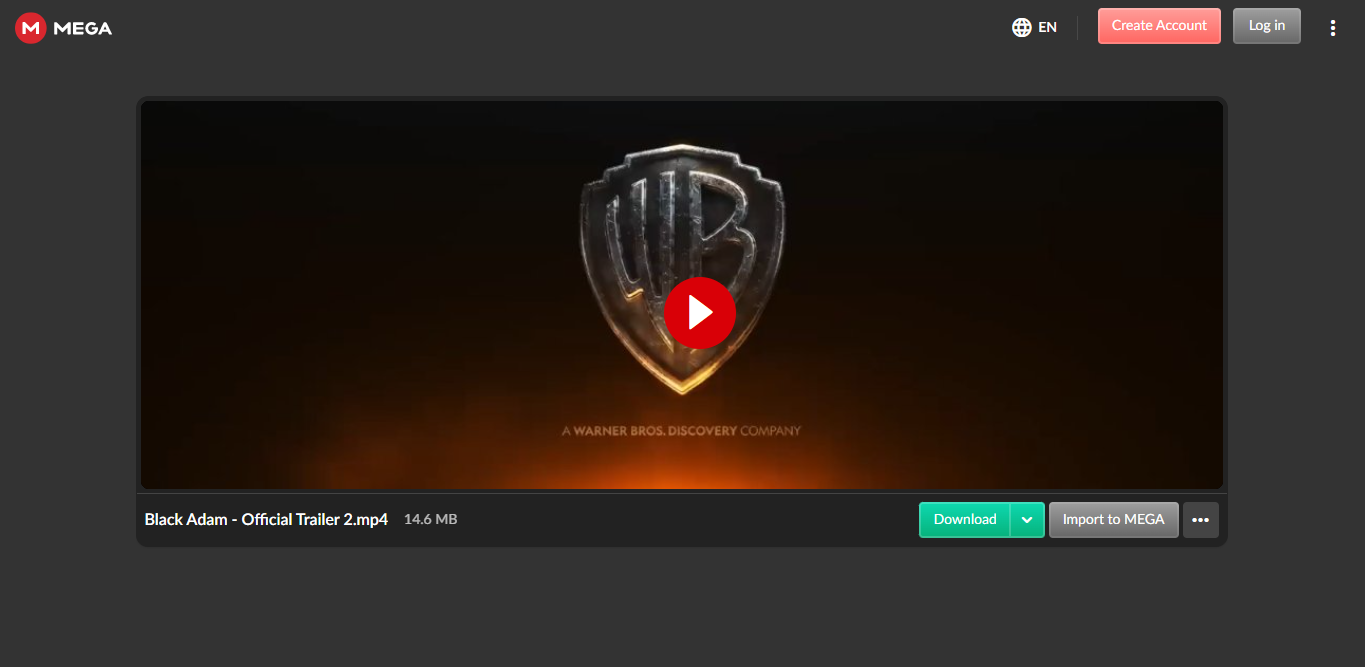 MEGA
EN
Create Account
Log in
WB
A WARNER BROS. DISCOVERY COMPANY
Black Adam - Official Trailer 2.mp4 14.6 MB
Download
Import to MEGA